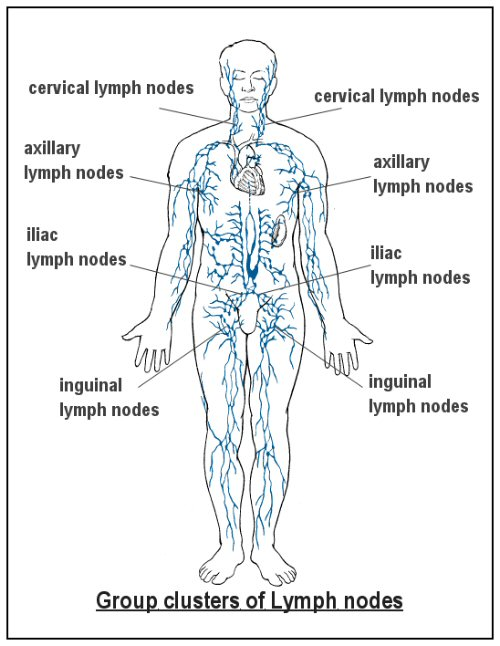 cervical lymph nodes
cervical lymph nodes
axillary
lymph nodes
axillary
lymph nodes
iliac
lymph nodes
iliac
lymph nodes
inguinal
lymph nodes
inguinal
lymph nodes
Group clusters of Lymph nodes